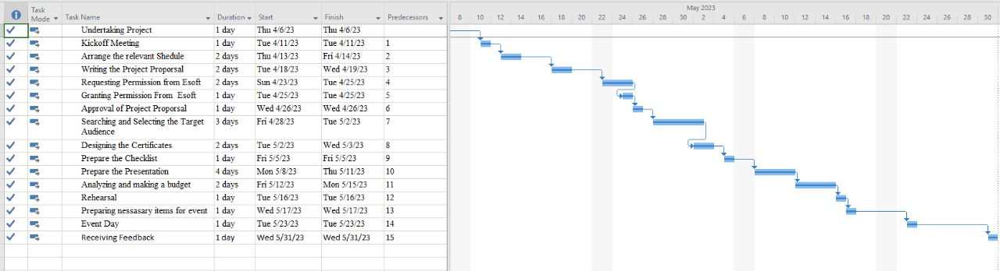 May 2023
Task Mode Task Name Duration Start Finish Predecessors
8 10 12 14 16 18 20 22 24 26 28 30 2 4 6 8 10 12 14 16 18 20 22 24 26 28 30
Undertaking Project 1 day Thu 4/6/23 Thu 4/6/23
Kickoff Meeting 1 day Tue 4/11/23 Tue 4/11/23 1
Arrange the relevant Shedule 2 days Thu 4/13/23 Fri 4/14/23 2
Writing the Project Proporsal 2 days Tue 4/18/23 Wed 4/19/23 3
Requesting Permission from Esoft 2 days Sun 4/23/23 Tue 4/25/23 4
Granting Permission From Esoft 1 day Tue 4/25/23 Tue 4/25/23 5
Approval of Project Proporsal 1 day Wed 4/26/23 Wed 4/26/23 6
Searching and Selecting the Target Audience 3 days Fri 4/28/23 Tue 5/2/23 7
Designing the Certificates 2 days Tue 5/2/23 Wed 5/3/23 8
Prepare the Checklist 1 day Fri 5/5/23 Fri 5/5/23 9
Prepare the Presentation 4 days Mon 5/8/23 Thu 5/11/23 10
Analyzing and making a budget 2 days Fri 5/12/23 Mon 5/15/23 11
Rehearsal 1 day Tue 5/16/23 Tue 5/16/23 12
Preparing nessasary items for event 1 day Wed 5/17/23 Wed 5/17/23 13
Event Day 1 day Tue 5/23/23 Tue 5/23/23 14
Receiving Feedback 1 day Wed 5/31/23 Wed 5/31/23 15